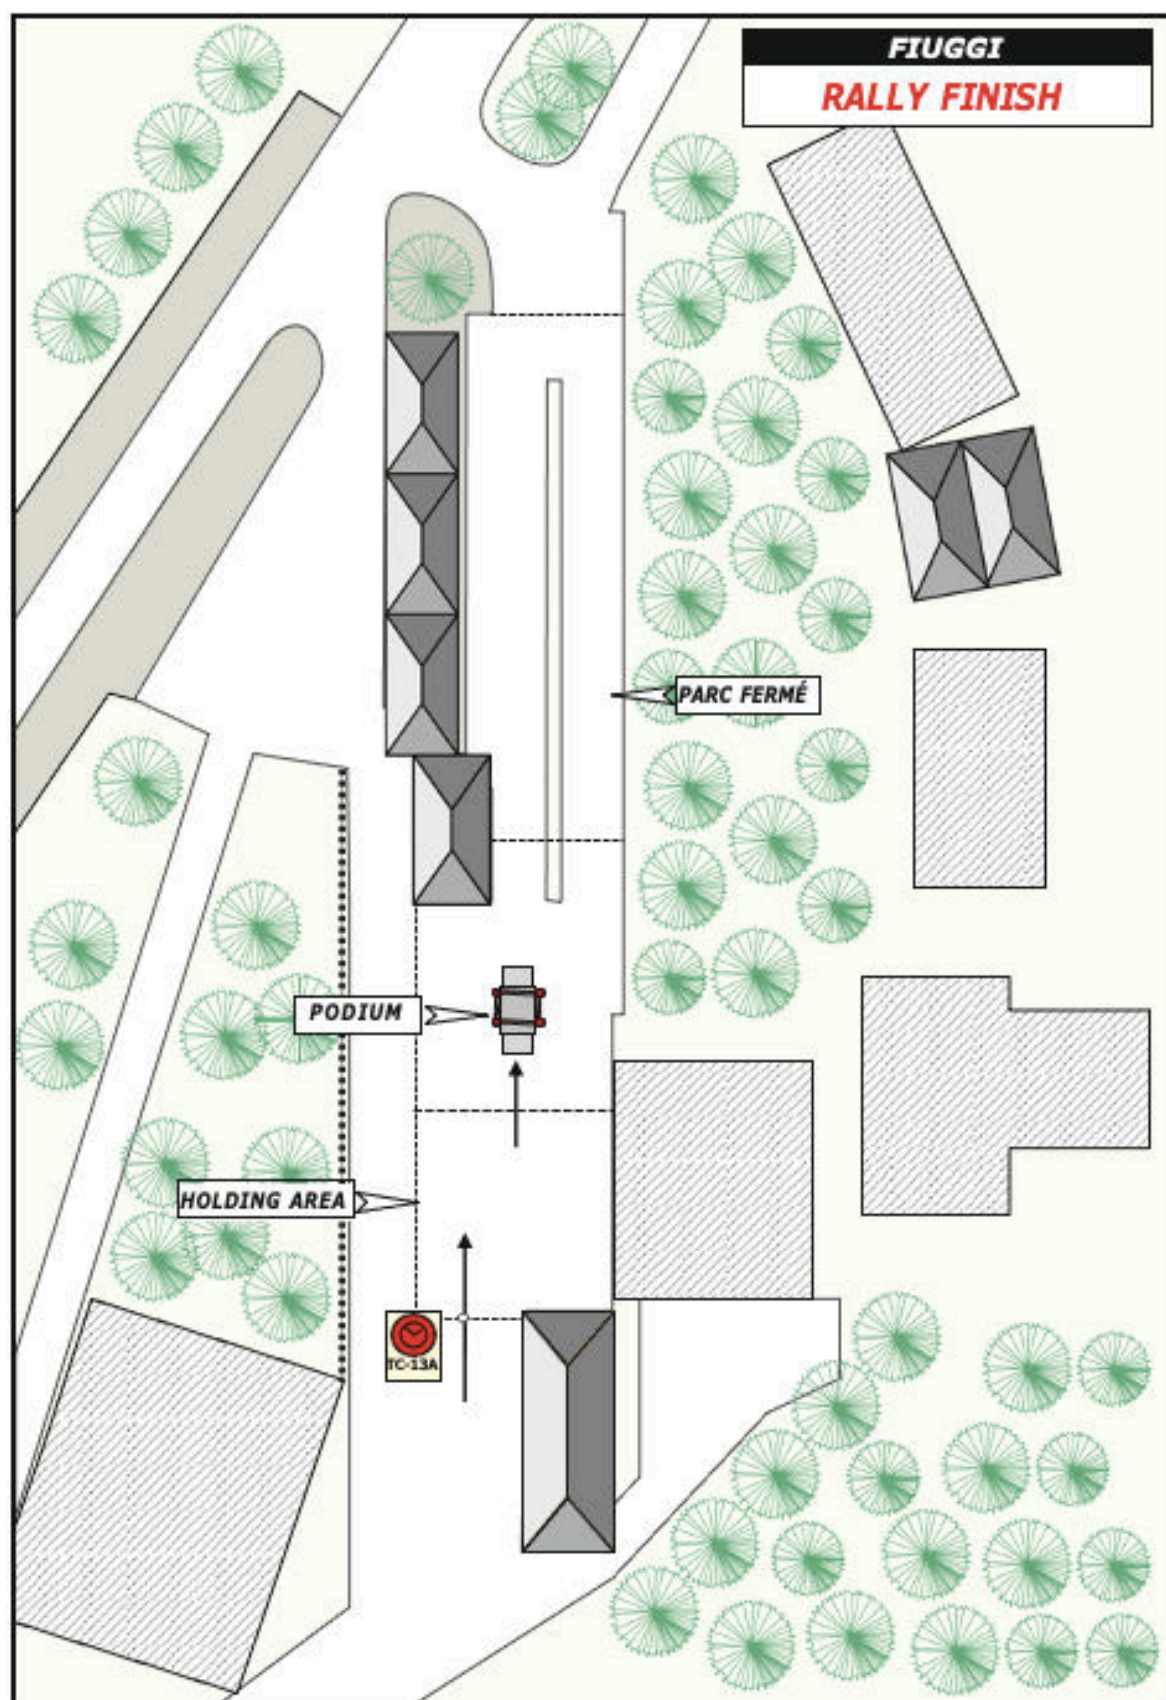 FIUGGI
RALLY FINISH
PARC FERMÉ
PODIUM
HOLDING AREA
TC-13A